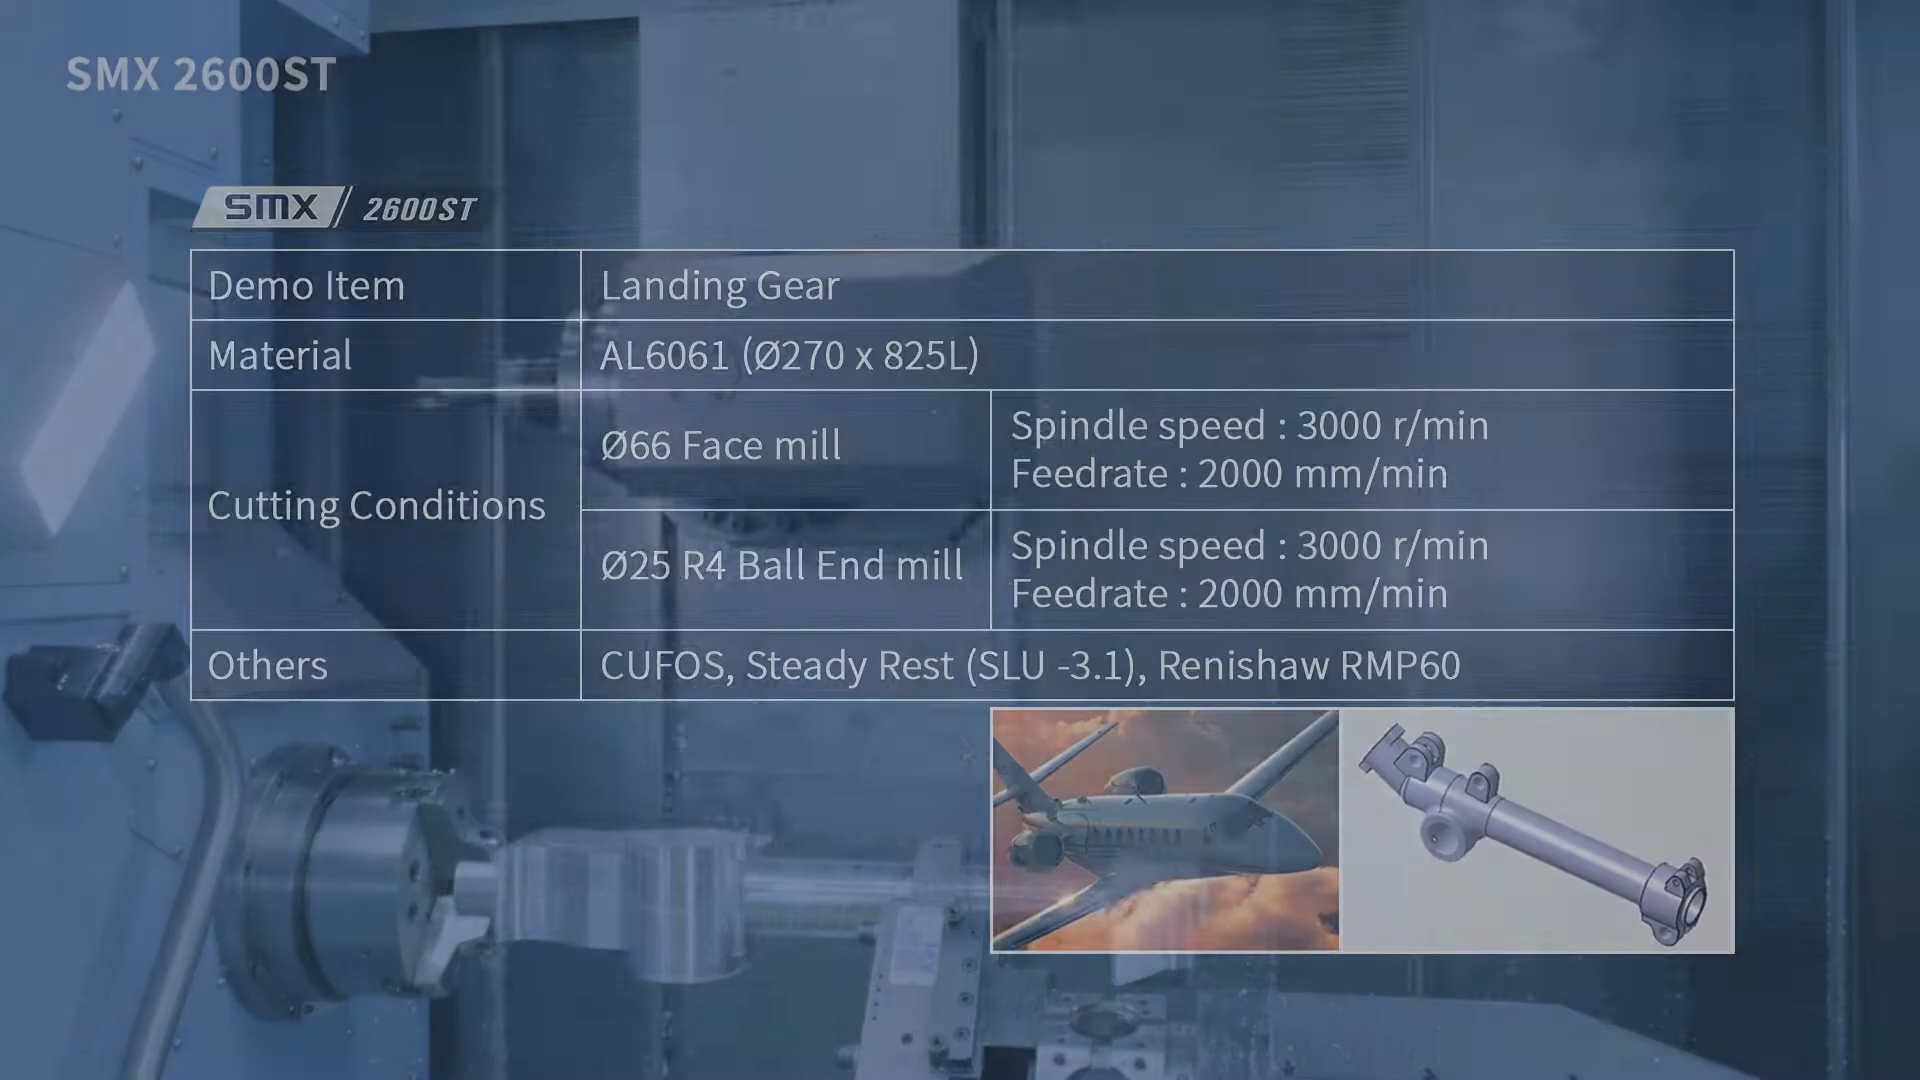 SMX 2600ST
SMX 2600ST
Demo Item
Landing Gear
Material
AL6061 (Ø270 x 825L)
Cutting Conditions
Ø66 Face mill
Spindle speed : 3000 r/min
Feedrate : 2000 mm/min
Ø25 R4 Ball End mill
Spindle speed : 3000 r/min
Feedrate : 2000 mm/min
Others
CUFOS, Steady Rest (SLU -3.1), Renishaw RMP60